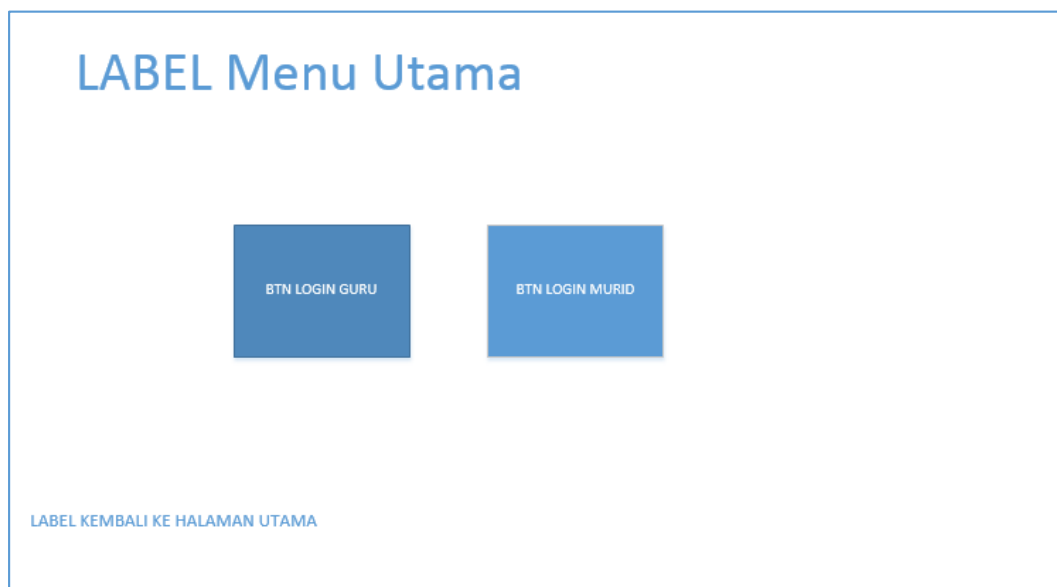 LABEL Menu Utama
BTN LOGIN GURU
BTN LOGIN MURID
LABEL KEMBALI KE HALAMAN UTAMA